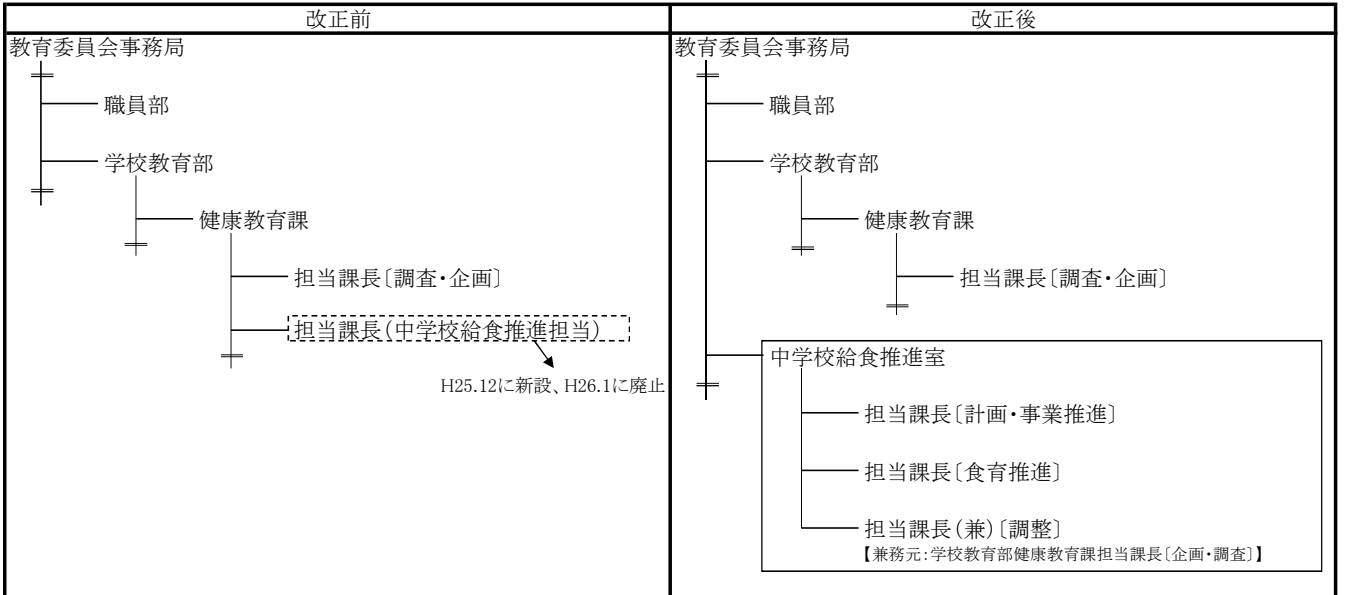 改正前
教育委員会事務局
職員部
学校教育部
健康教育課
担当課長〔調査・企画〕
担当課長(中学校給食推進担当)
H25.12に新設、H26.1に廃止
改正後
教育委員会事務局
職員部
学校教育部
健康教育課
担当課長〔調査・企画〕
中学校給食推進室
担当課長〔計画・事業推進〕
担当課長〔食育推進〕
担当課長(兼)〔調整〕
【兼務元:学校教育部健康教育課担当課長〔企画・調査〕】